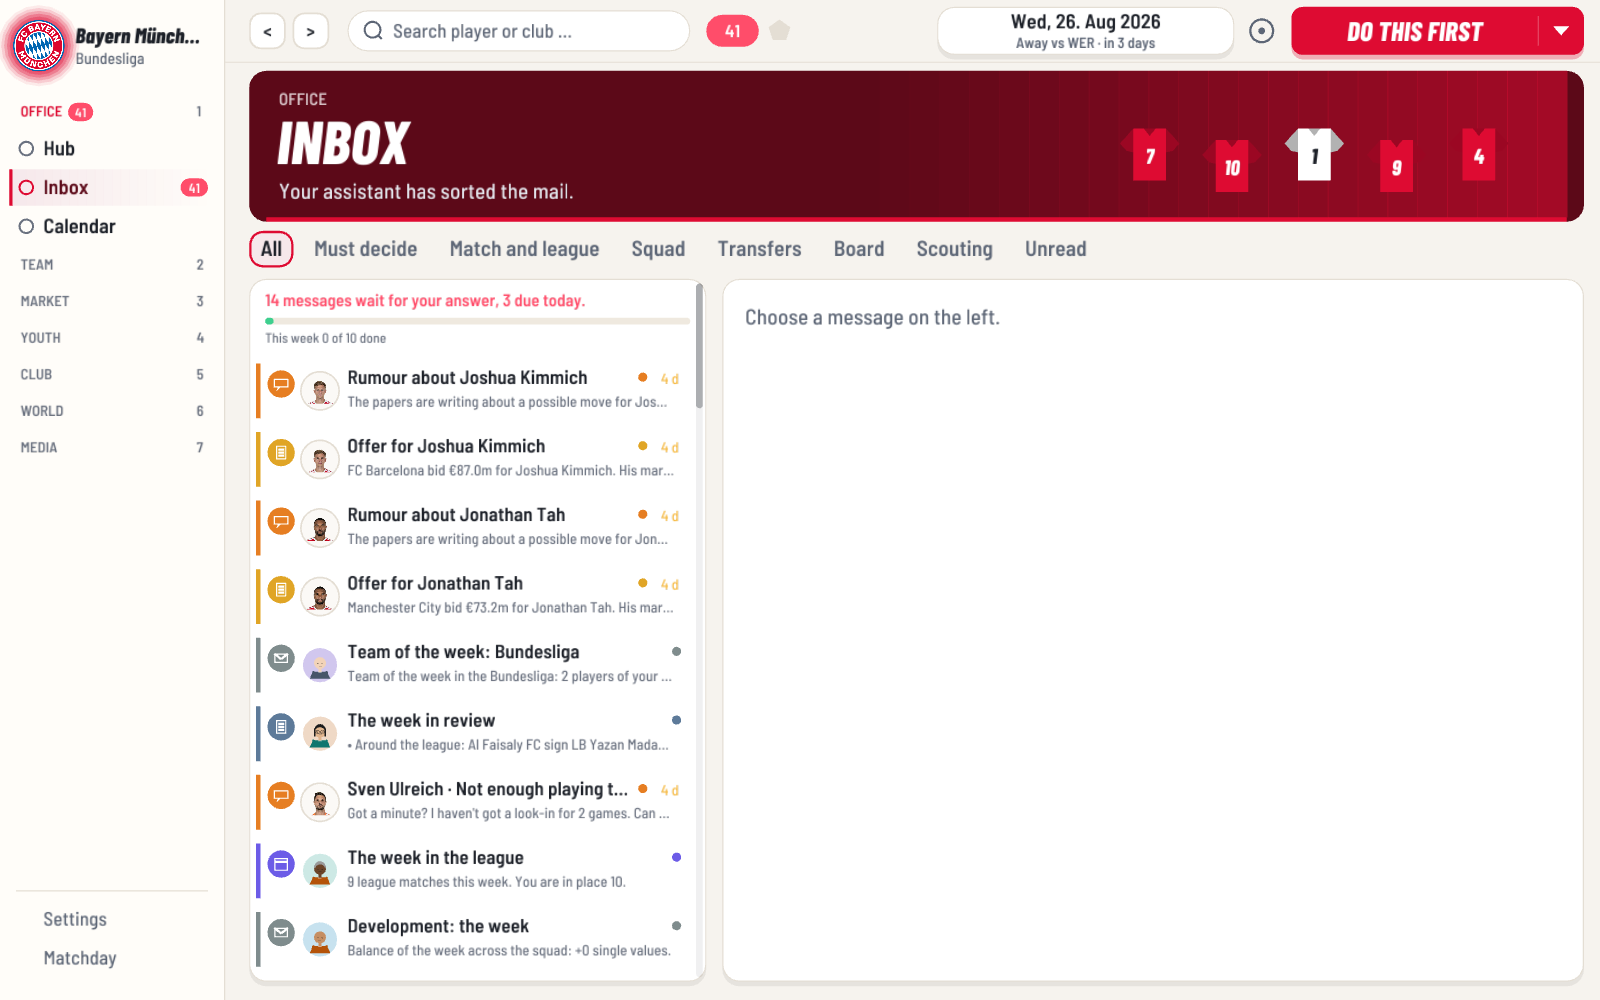 FC BAYERN MÜNCHEN
Bayern Münch...
Bundesliga
OFFICE 41 1
Hub
Inbox 41
Calendar
TEAM 2
MARKET 3
YOUTH 4
CLUB 5
WORLD 6
MEDIA 7
Settings
Matchday
< >
Search player or club ...
41
Wed, 26. Aug 2026
Away vs WER · in 3 days
DO THIS FIRST
OFFICE
INBOX
Your assistant has sorted the mail.
7 10 1 9 4
All Must decide Match and league Squad Transfers Board Scouting Unread
14 messages wait for your answer, 3 due today.
This week 0 of 10 done
Rumour about Joshua Kimmich 4 d
The papers are writing about a possible move for Jos...
Offer for Joshua Kimmich 4 d
FC Barcelona bid €87.0m for Joshua Kimmich. His mar...
Rumour about Jonathan Tah 4 d
The papers are writing about a possible move for Jon...
Offer for Jonathan Tah 4 d
Manchester City bid €73.2m for Jonathan Tah. His mar...
Team of the week: Bundesliga
Team of the week in the Bundesliga: 2 players of your ...
The week in review
• Around the league: Al Faisaly FC sign LB Yazan Mada...
Sven Ulreich · Not enough playing t... 4 d
Got a minute? I haven't got a look-in for 2 games. Can ...
The week in the league
9 league matches this week. You are in place 10.
Development: the week
Balance of the week across the squad: +0 single values.
Choose a message on the left.